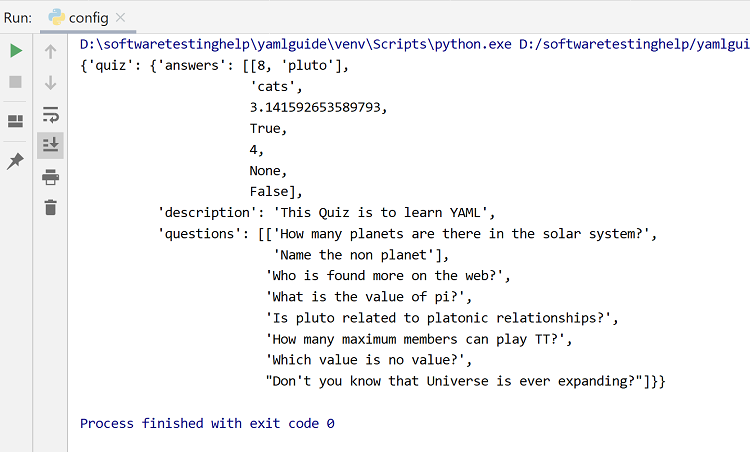 Run: config
D:\softwaretestinghelp\yamlguide\venv\Scripts\python.exe D:/softwaretestinghelp/yamlgui
{'quiz': {'answers': [[8, 'pluto'],
'cats',
3.141592653589793,
True,
4,
None,
False],
'description': 'This Quiz is to learn YAML',
'questions': [['How many planets are there in the solar system?',
'Name the non planet'],
'Who is found more on the web?',
'What is the value of pi?',
'Is pluto related to platonic relationships?',
'How many maximum members can play TT?',
'Which value is no value?',
"Don't you know that Universe is ever expanding?"]}}
Process finished with exit code 0